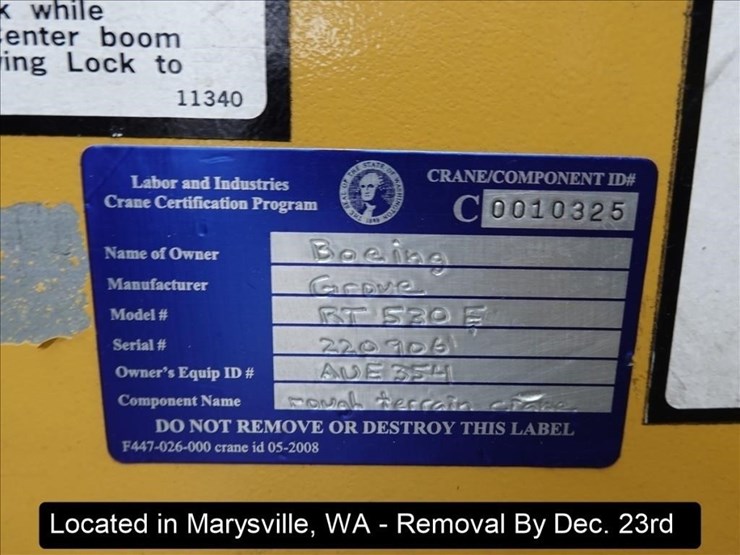 k while
enter boom
ing Lock to
11340
Labor and Industries
Crane Certification Program
CRANE/COMPONENT ID#
C 0010325
Name of Owner Boeing
Manufacturer Grove
Model # RT 530 E
Serial # 220906
Owner's Equip ID # AUE 354
Component Name rough terrain crane
DO NOT REMOVE OR DESTROY THIS LABEL
F447-026-000 crane id 05-2008
Located in Marysville, WA - Removal By Dec. 23rd